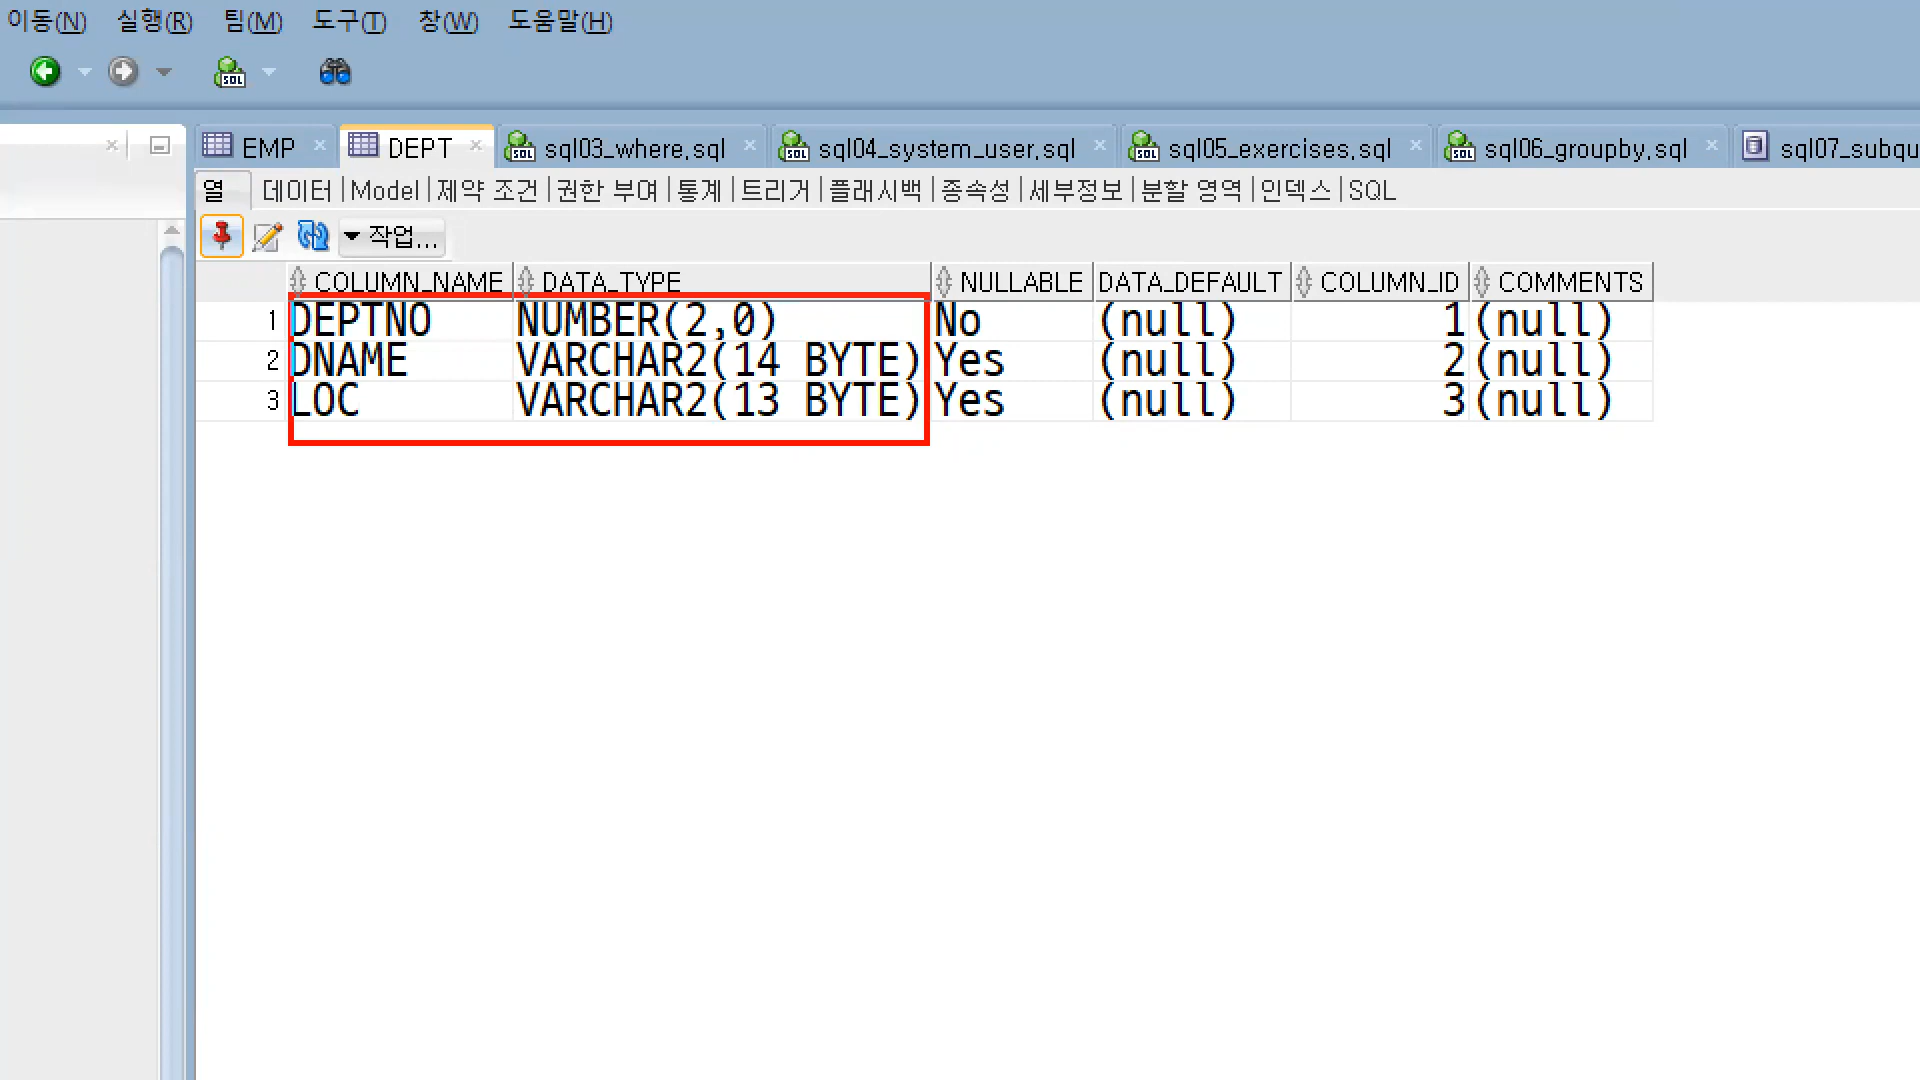 이동(N) 실행(R) 팀(M) 도구(T) 창(W) 도움말(H)
SQL
EMP DEPT sql03_where.sql sql04_system_user.sql sql05_exercises.sql sql06_groupby.sql sql07_subqu
열 데이터 | Model | 제약 조건 | 권한 부여 | 통계 | 트리거 | 플래시백 | 종속성 | 세부정보 | 분할 영역 | 인덱스 | SQL
작업...
COLUMN_NAME DATA_TYPE NULLABLE DATA_DEFAULT COLUMN_ID COMMENTS
1 DEPTNO NUMBER(2,0) No (null) 1 (null)
2 DNAME VARCHAR2(14 BYTE) Yes (null) 2 (null)
3 LOC VARCHAR2(13 BYTE) Yes (null) 3 (null)